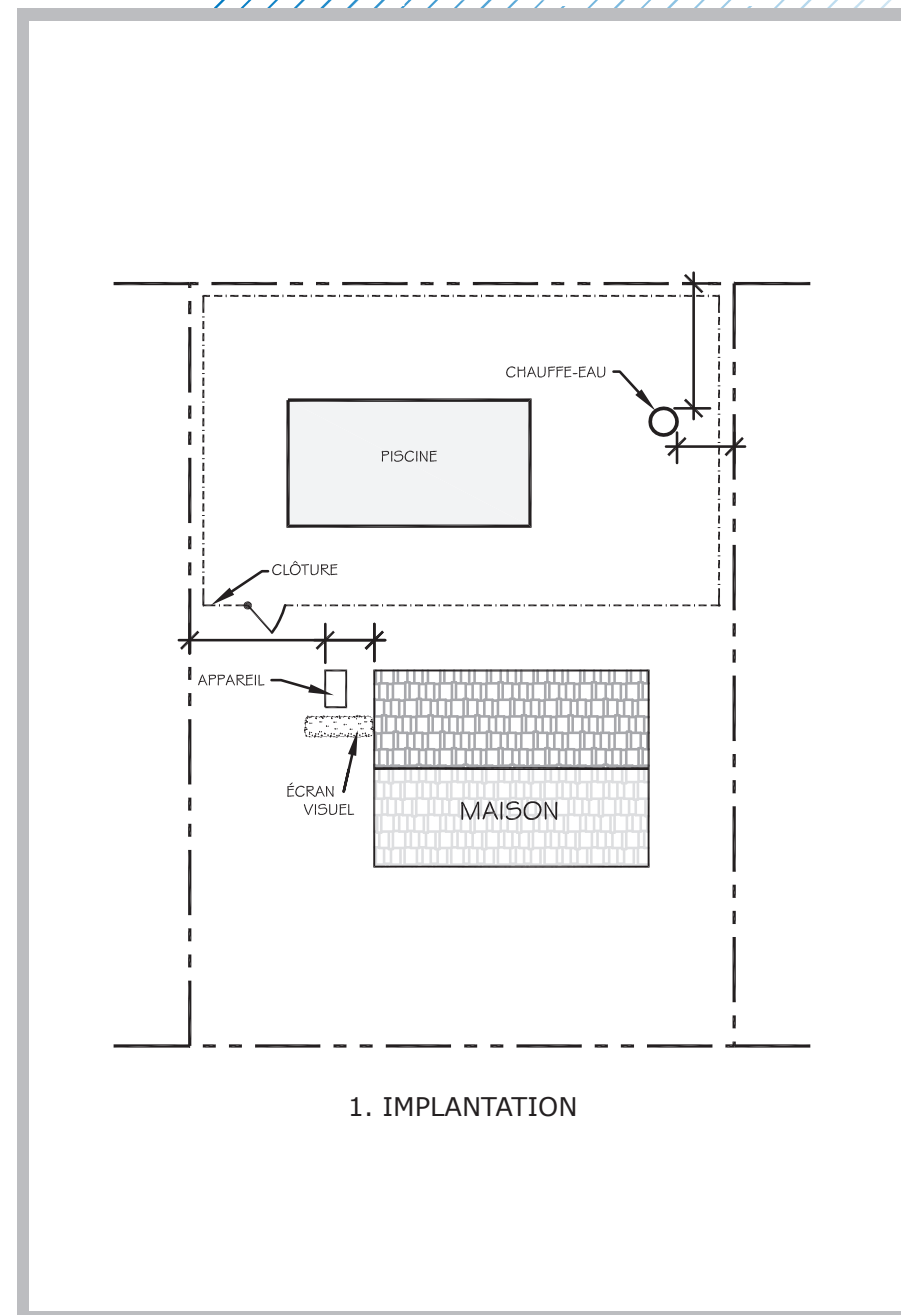 CHAUFFE-EAU
PISCINE
CLÔTURE
APPAREIL
ÉCRAN
VISUEL
MAISON
1. IMPLANTATION